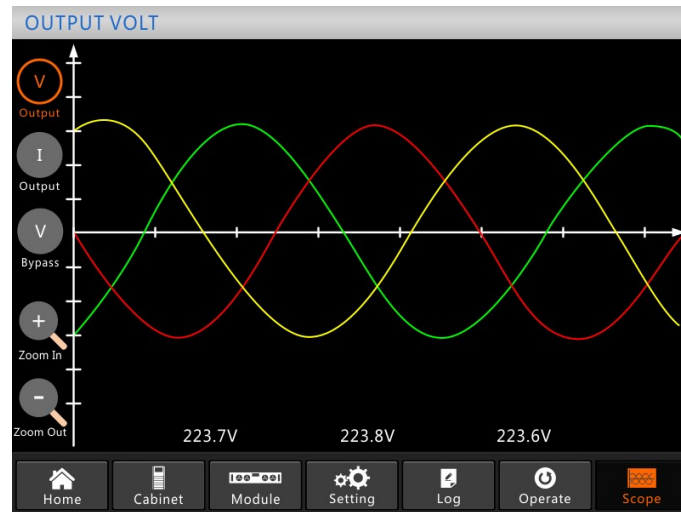 OUTPUT VOLT
V
Output
I
Output
V
Bypass
+
Zoom In
-
Zoom Out
223.7V 223.8V 223.6V
Home Cabinet Module Setting Log Operate Scope